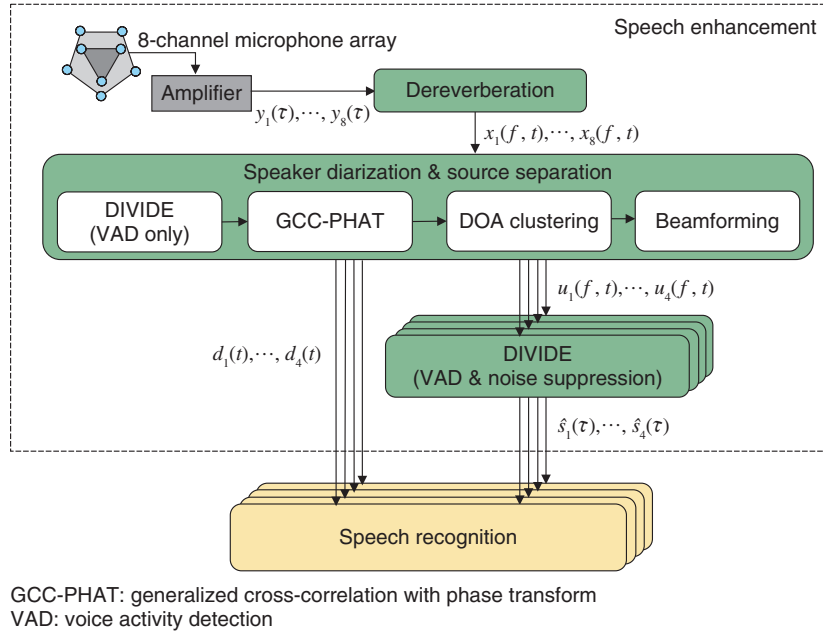 Speech enhancement
8-channel microphone array
Amplifier
Dereverberation
y₁(τ),⋯, y₈(τ)
x₁(f, t),⋯, x₈(f, t)
Speaker diarization & source separation
DIVIDE
(VAD only)
GCC-PHAT
DOA clustering
Beamforming
u₁(f, t),⋯, u₄(f, t)
d₁(t),⋯, d₄(t)
DIVIDE
(VAD & noise suppression)
ŝ₁(τ),⋯, ŝ₄(τ)
Speech recognition
GCC-PHAT: generalized cross-correlation with phase transform
VAD: voice activity detection